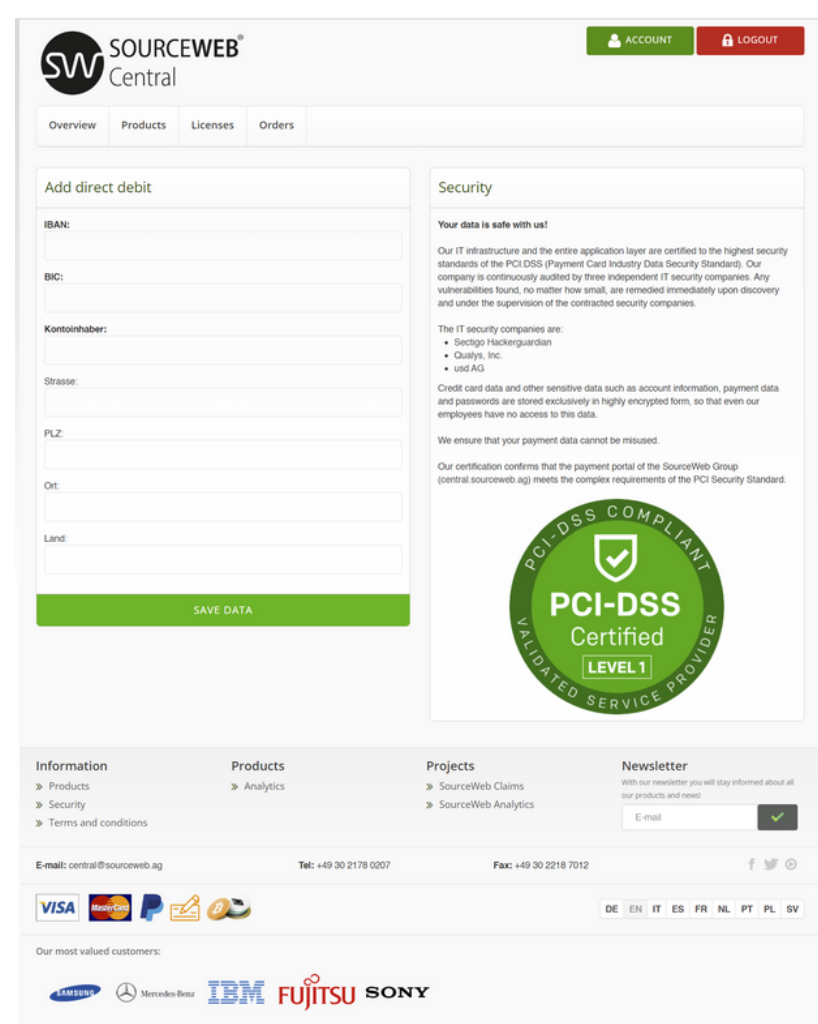 SW SOURCEWEB®
Central
ACCOUNT
LOGOUT
Overview
Products
Licenses
Orders
Add direct debit
IBAN:
BIC:
Kontoinhaber:
Strasse:
PLZ:
Ort:
Land:
SAVE DATA
Security
Your data is safe with us!
Our IT infrastructure and the entire application layer are certified to the highest security
standards of the PCI DSS (Payment Card Industry Data Security Standard). Our
company is continuously audited by three independent IT security companies. Any
vulnerabilities found, no matter how small, are remedied immediately upon discovery
and under the supervision of the contracted security companies.
The IT security companies are:
• Sectigo Hackerguardian
• Qualys, Inc.
• usd AG
Credit card data and other sensitive data such as account information, payment data
and passwords are stored exclusively in highly encrypted form, so that even our
employees have no access to this data.
We ensure that your payment data cannot be misused.
Our certification confirms that the payment portal of the SourceWeb Group
(central.sourceweb.ag) meets the complex requirements of the PCI Security Standard.
PCI-DSS COMPLIANT
PCI-DSS
Certified
LEVEL 1
VALIDATED SERVICE PROVIDER
Information
» Products
» Security
» Terms and conditions
Products
» Analytics
Projects
» SourceWeb Claims
» SourceWeb Analytics
Newsletter
With our newsletter you will stay informed about all
our products and news!
E-mail
E-mail: central@sourceweb.ag
Tel: +49 30 2178 0207
Fax: +49 30 2218 7012
VISA
MasterCard
DE EN IT ES FR NL PT PL SV
Our most valued customers:
SAMSUNG
Mercedes-Benz
IBM
FUJITSU
SONY